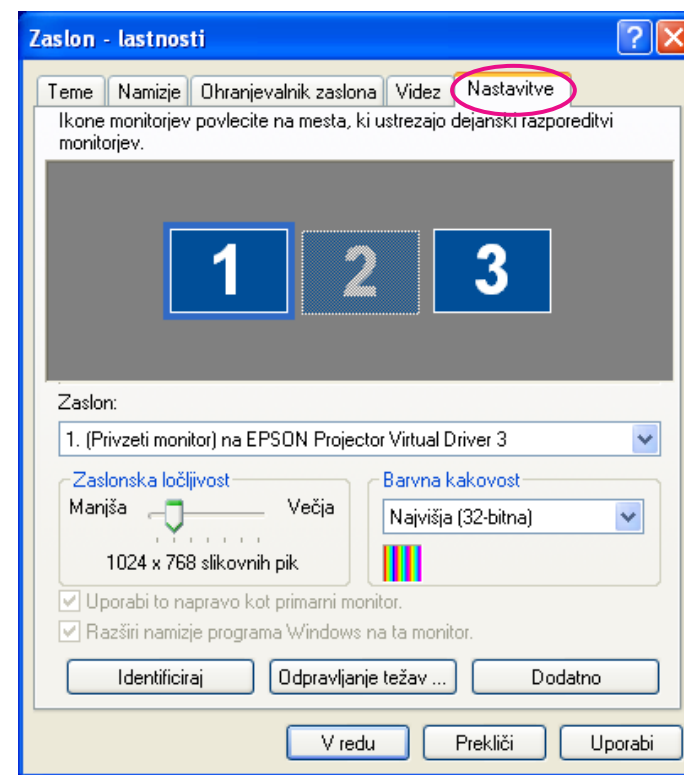 Zaslon - lastnosti
Teme Namizje Ohranjevalnik zaslona Videz Nastavitve
Ikone monitorjev povlecite na mesta, ki ustrezajo dejanski razporeditvi
monitorjev.
1 2 3
Zaslon:
1. (Privzeti monitor) na EPSON Projector Virtual Driver 3
Zaslonska ločljivost
Manjša Večja
1024 x 768 slikovnih pik
Barvna kakovost
Najvišja (32-bitna)
Uporabi to napravo kot primarni monitor.
Razširi namizje programa Windows na ta monitor.
Identificiraj Odpravljanje težav ... Dodatno
V redu Prekliči Uporabi